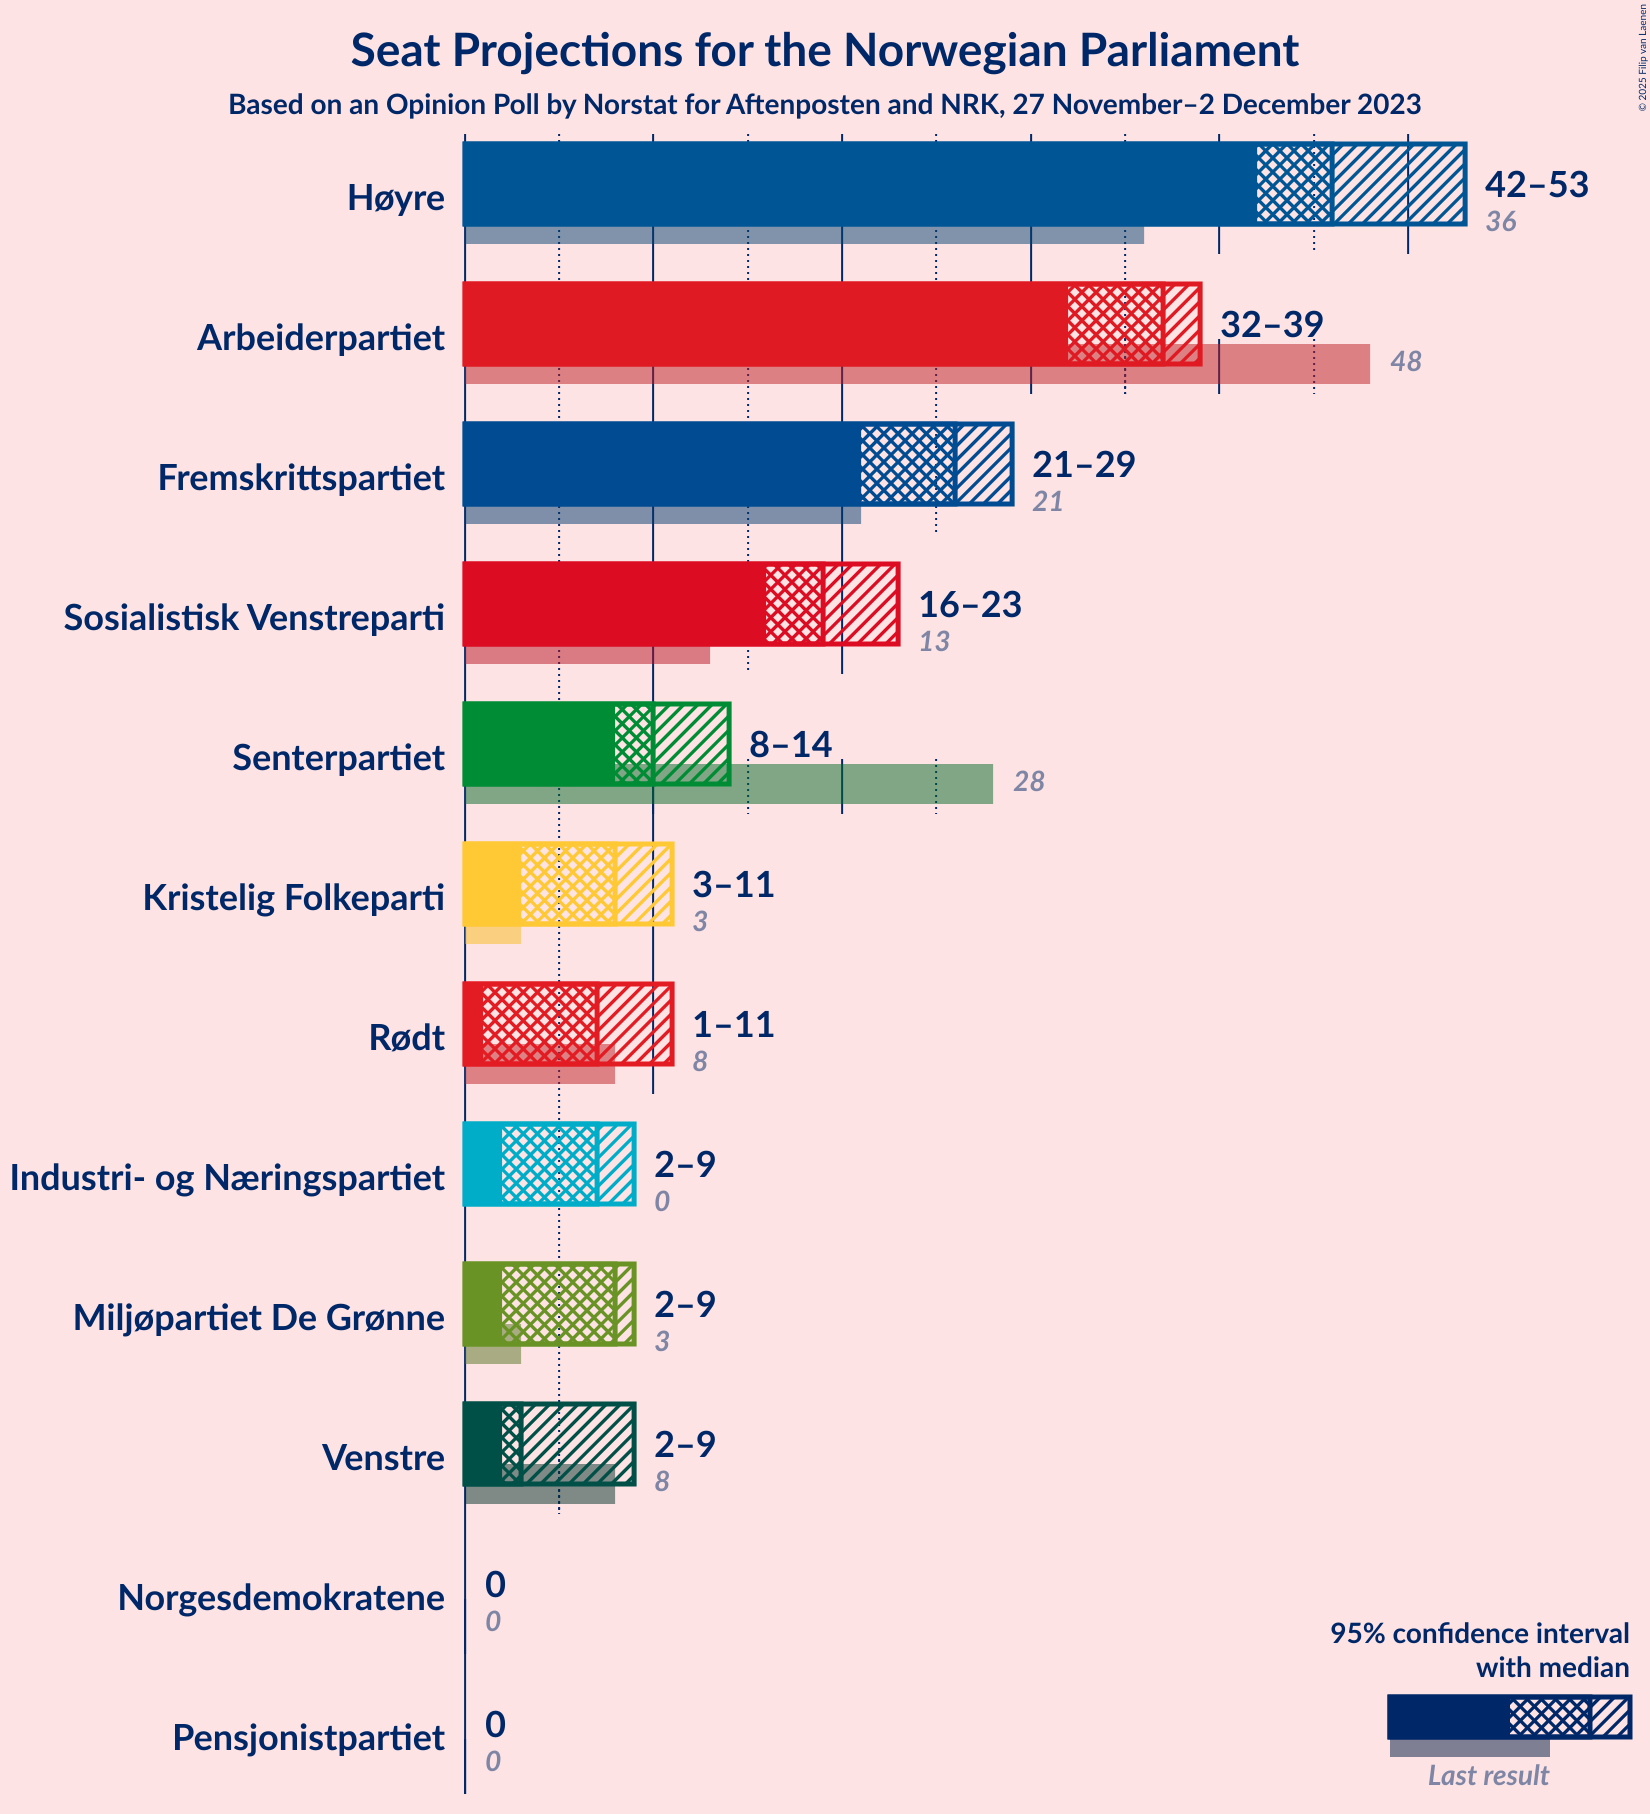 Seat Projections for the Norwegian Parliament
Based on an Opinion Poll by Norstat for Aftenposten and NRK, 27 November–2 December 2023
© 2025 Filip van Laenen
Høyre
42–53
36
Arbeiderpartiet
32–39
48
Fremskrittspartiet
21–29
21
Sosialistisk Venstreparti
16–23
13
Senterpartiet
8–14
28
Kristelig Folkeparti
3–11
3
Rødt
1–11
8
Industri- og Næringspartiet
2–9
0
Miljøpartiet De Grønne
2–9
3
Venstre
2–9
8
Norgesdemokratene
0
0
Pensjonistpartiet
0
0
95% confidence interval
with median
Last result